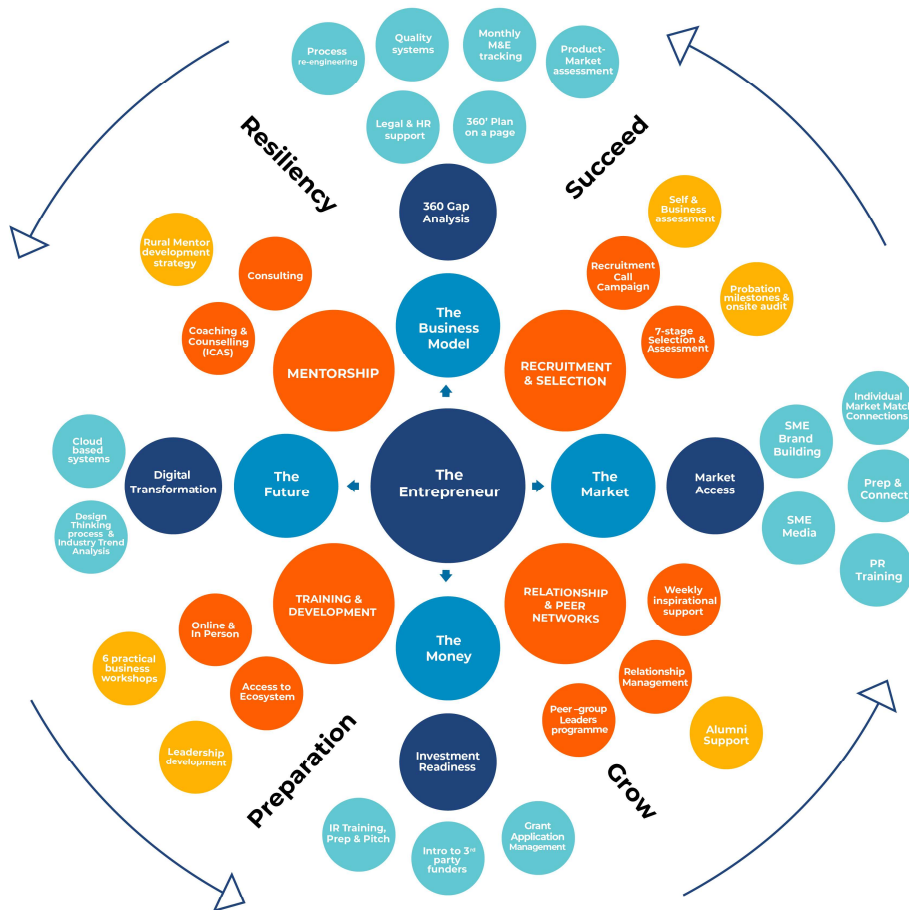 Process
re-engineering
Quality
systems
Monthly
M&E
tracking
Product-
Market
assessment
Legal & HR
support
360' Plan
on a page
Resiliency
Succeed
360 Gap
Analysis
Self &
Business
assessment
Rural Mentor
development
strategy
Consulting
Recruitment
Call
Campaign
Probation
milestones &
onsite audit
Coaching &
Counselling
(ICAS)
7-stage
Selection &
Assessment
The
Business
Model
MENTORSHIP
RECRUITMENT
& SELECTION
Individual
Market Match
Connections
SME
Brand
Building
Cloud
based
systems
Digital
Transformation
The
Future
The
Entrepreneur
The
Market
Market
Access
Prep &
Connect
Design
Thinking
process &
Industry Trend
Analysis
SME
Media
PR
Training
TRAINING &
DEVELOPMENT
RELATIONSHIP
& PEER
NETWORKS
Weekly
inspirational
support
The
Money
Online &
In Person
6 practical
business
workshops
Access to
Ecosystem
Relationship
Management
Peer –group
Leaders
programme
Alumni
Support
Leadership
development
Investment
Readiness
Preparation
Grow
IR Training,
Prep & Pitch
Intro to 3rd
party
funders
Grant
Application
Management